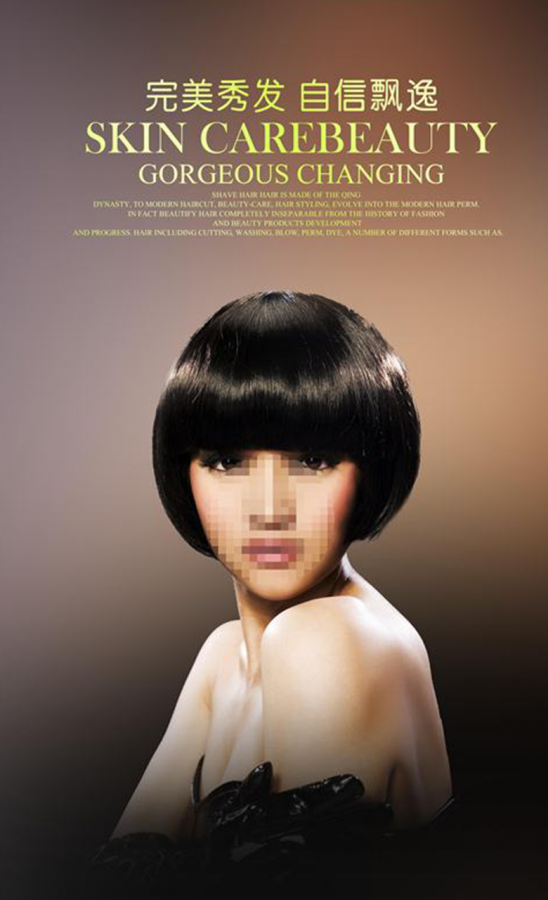 完美秀发 自信飘逸
SKIN CAREBEAUTY
GORGEOUS CHANGING
SHAVE HAIR HAIR IS MADE OF THE QING
DYNASTY, TO MODERN HAIRCUT, BEAUTY-CARE, HAIR STYLING, EVOLVE INTO THE MODERN HAIR PERM.
IN FACT BEAUTIFY HAIR COMPLETELY INSEPARABLE FROM THE HISTORY OF FASHION
AND BEAUTY PRODUCTS DEVELOPMENT
AND PROGRESS. HAIR INCLUDING CUTTING, WASHING, BLOW, PERM, DYE, A NUMBER OF DIFFERENT FORMS SUCH AS.